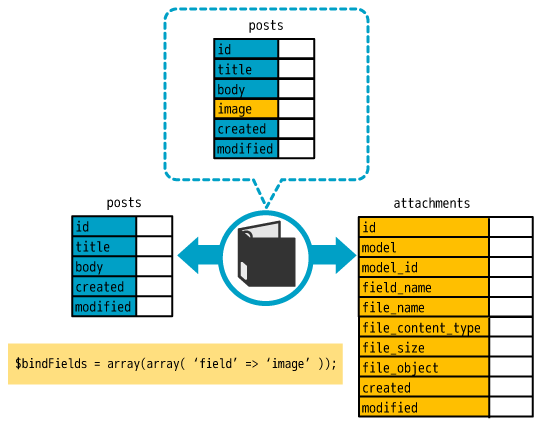 posts
id
title
body
image
created
modified
posts
id
title
body
created
modified
attachments
id
model
model_id
field_name
file_name
file_content_type
file_size
file_object
created
modified
$bindFields = array(array( ‘field’ => ‘image’ ));